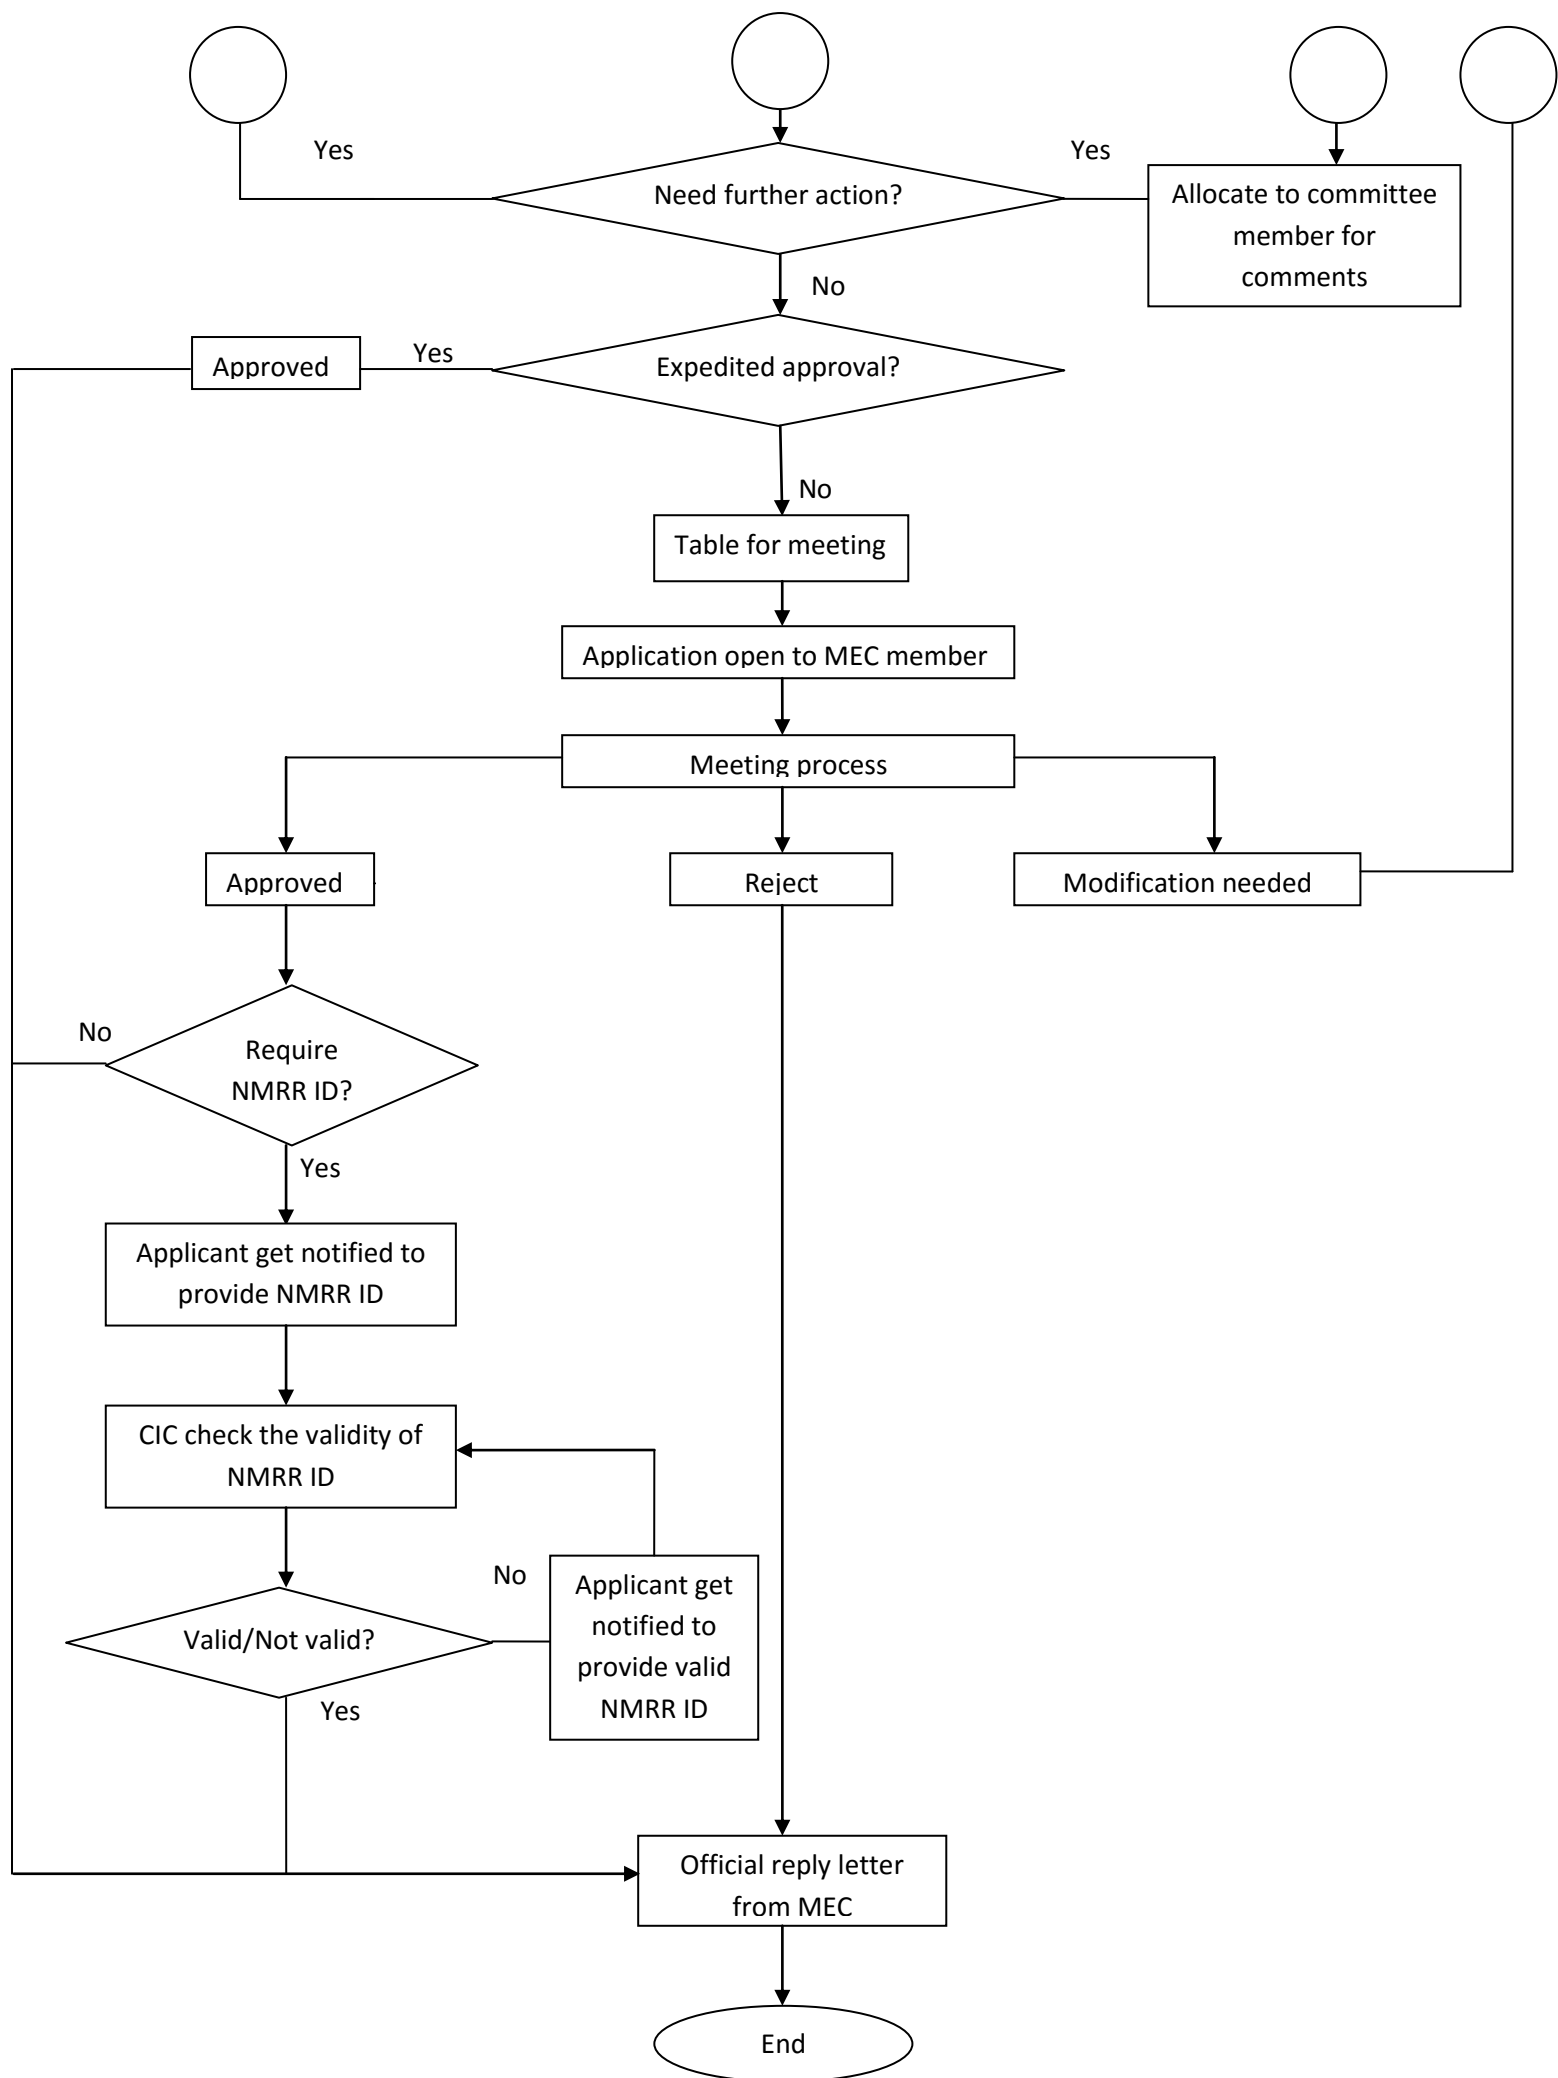 Yes
Yes
Need further action?
Allocate to committee
member for
comments
No
Approved
Yes
Expedited approval?
No
Table for meeting
Application open to MEC member
Meeting process
Approved
Reject
Modification needed
No
Require
NMRR ID?
Yes
Applicant get notified to
provide NMRR ID
CIC check the validity of
NMRR ID
No
Applicant get
notified to
provide valid
NMRR ID
Valid/Not valid?
Yes
Official reply letter
from MEC
End